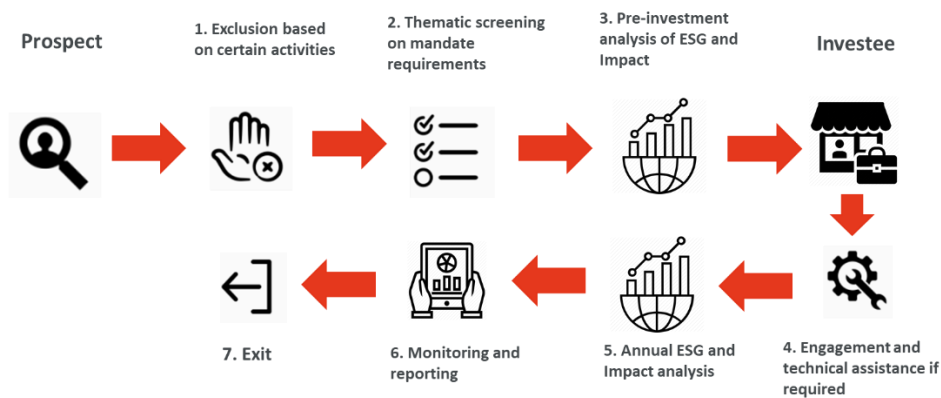 Prospect
1. Exclusion based
on certain activities
2. Thematic screening
on mandate
requirements
3. Pre-investment
analysis of ESG and
Impact
Investee
7. Exit
6. Monitoring and
reporting
5. Annual ESG and
Impact analysis
4. Engagement and
technical assistance if
required